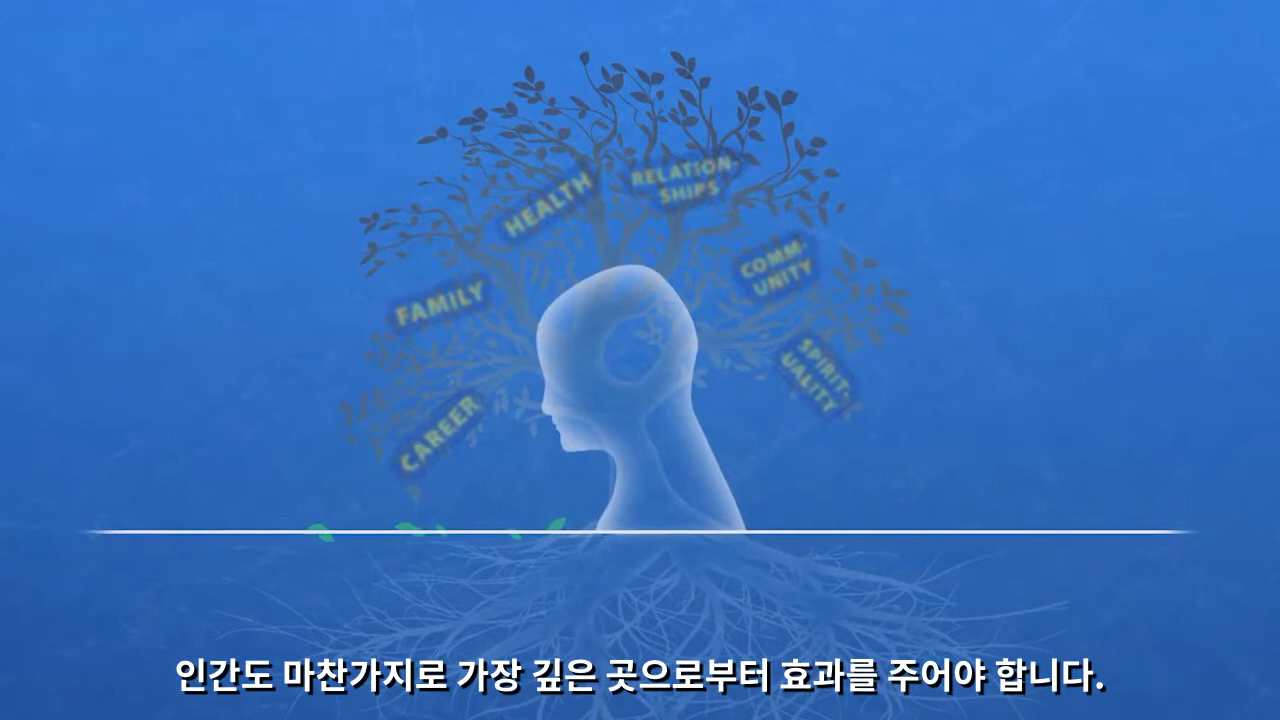 HEALTH
RELATION-
SHIPS
COMM-
UNITY
FAMILY
SPIRIT-
UALITY
CAREER
인간도 마찬가지로 가장 깊은 곳으로부터 효과를 주어야 합니다.